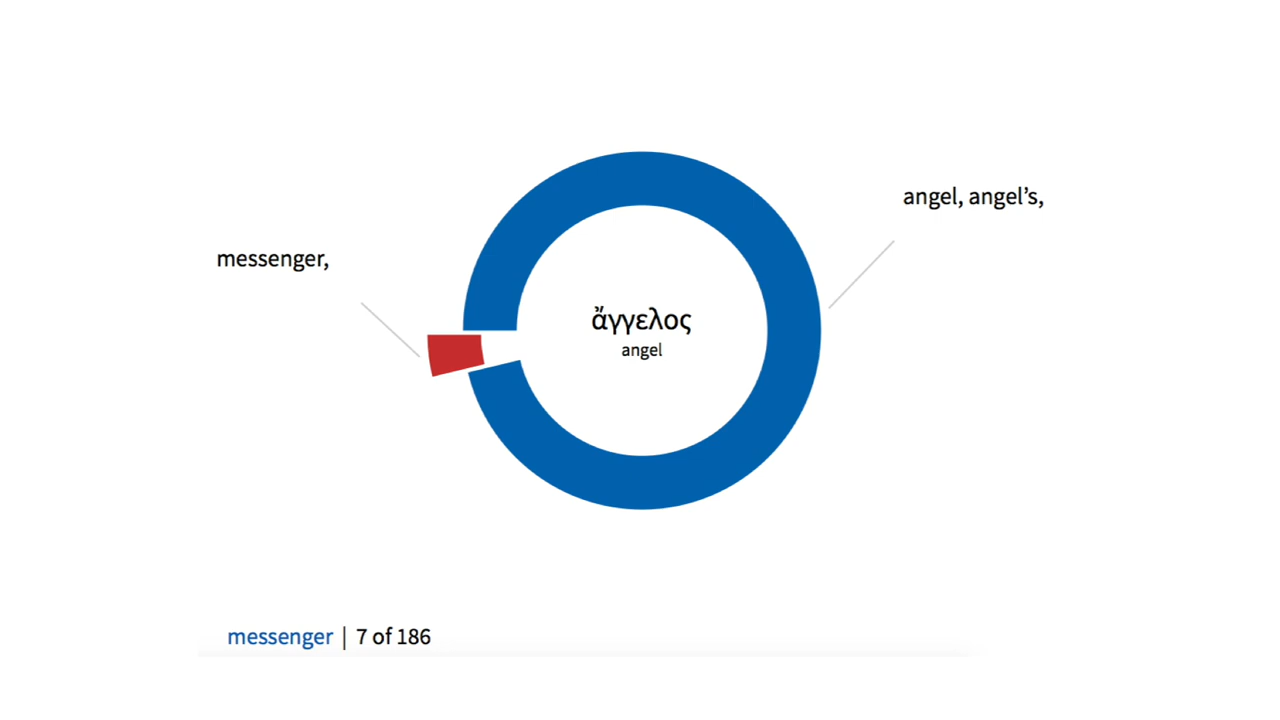 angel, angel’s,
messenger,
ἄγγελος
angel
messenger | 7 of 186